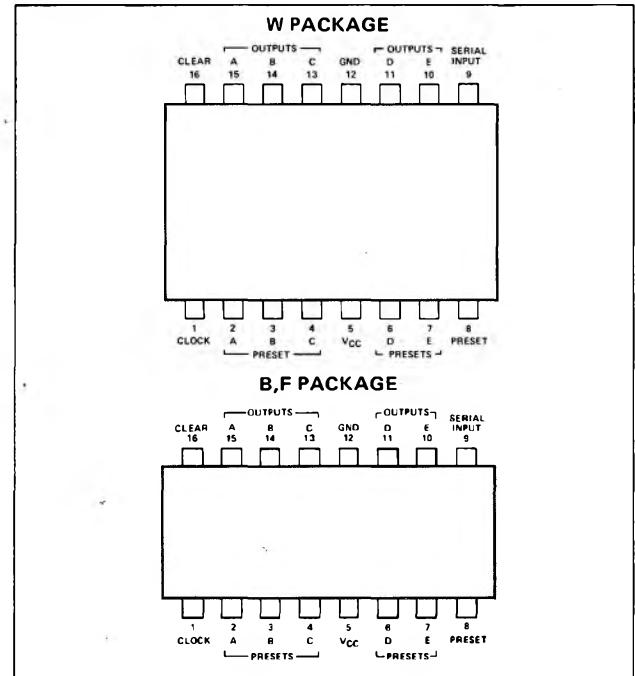 W PACKAGE
OUTPUTS OUTPUTS SERIAL
CLEAR A B C GND D E INPUT
16 15 14 13 12 11 10 9
1 2 3 4 5 6 7 8
CLOCK A B C VCC D E PRESET
PRESET PRESETS
B,F PACKAGE
OUTPUTS OUTPUTS SERIAL
CLEAR A B C GND D E INPUT
16 15 14 13 12 11 10 9
1 2 3 4 5 6 7 8
CLOCK A B C VCC D E PRESET
PRESETS PRESETS